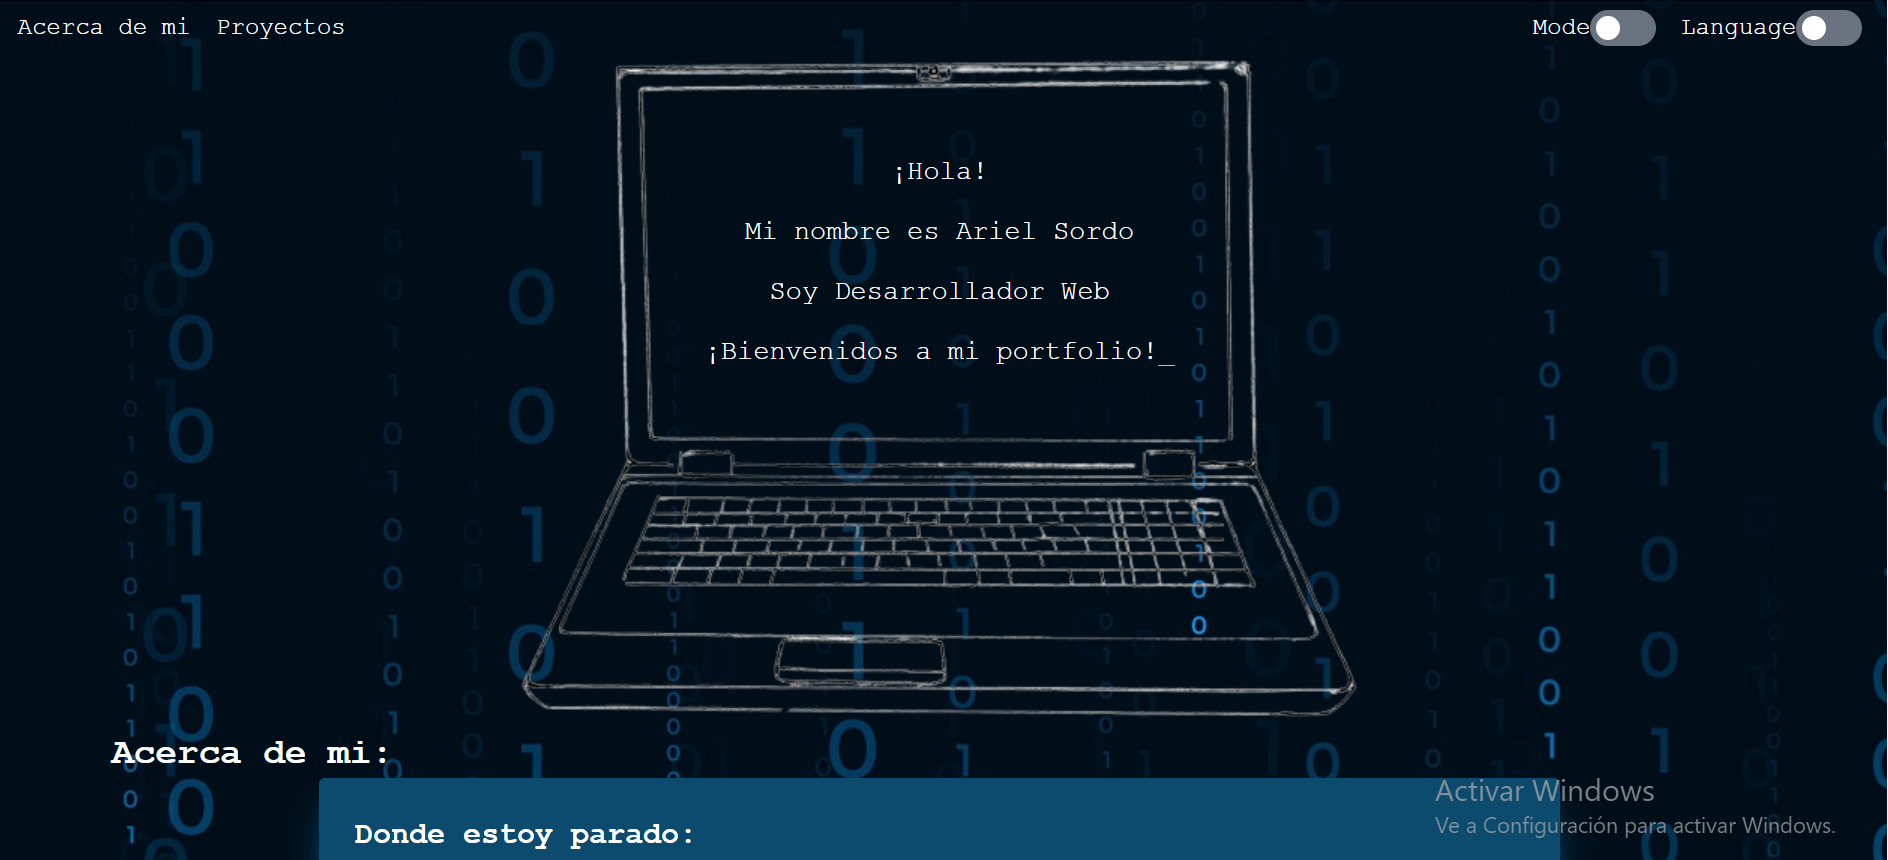 Acerca de mi Proyectos Mode Language
¡Hola!
Mi nombre es Ariel Sordo
Soy Desarrollador Web
¡Bienvenidos a mi portfolio!_
Acerca de mi:
Donde estoy parado:
Activar Windows
Ve a Configuración para activar Windows.